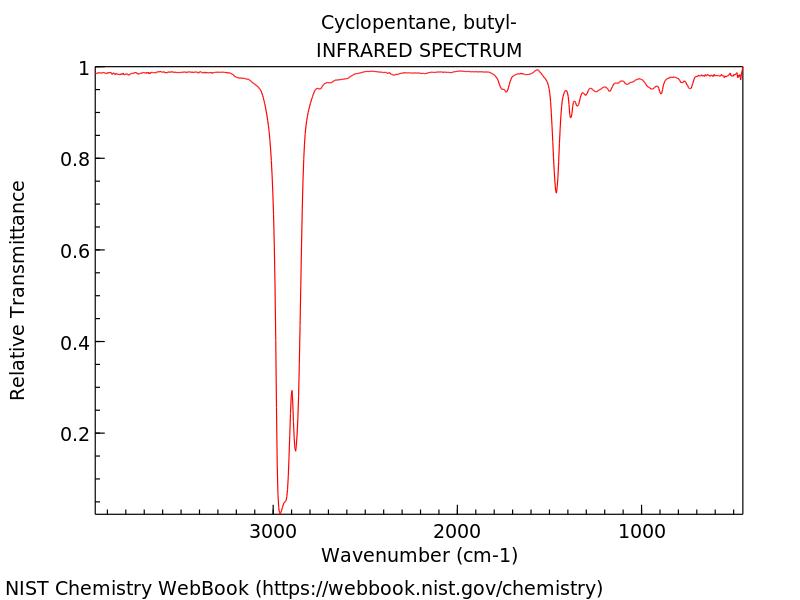 Cyclopentane, butyl-
INFRARED SPECTRUM
1
0.8
0.6
0.4
0.2
Relative Transmittance
3000 2000 1000
Wavenumber (cm-1)
NIST Chemistry WebBook (https://webbook.nist.gov/chemistry)